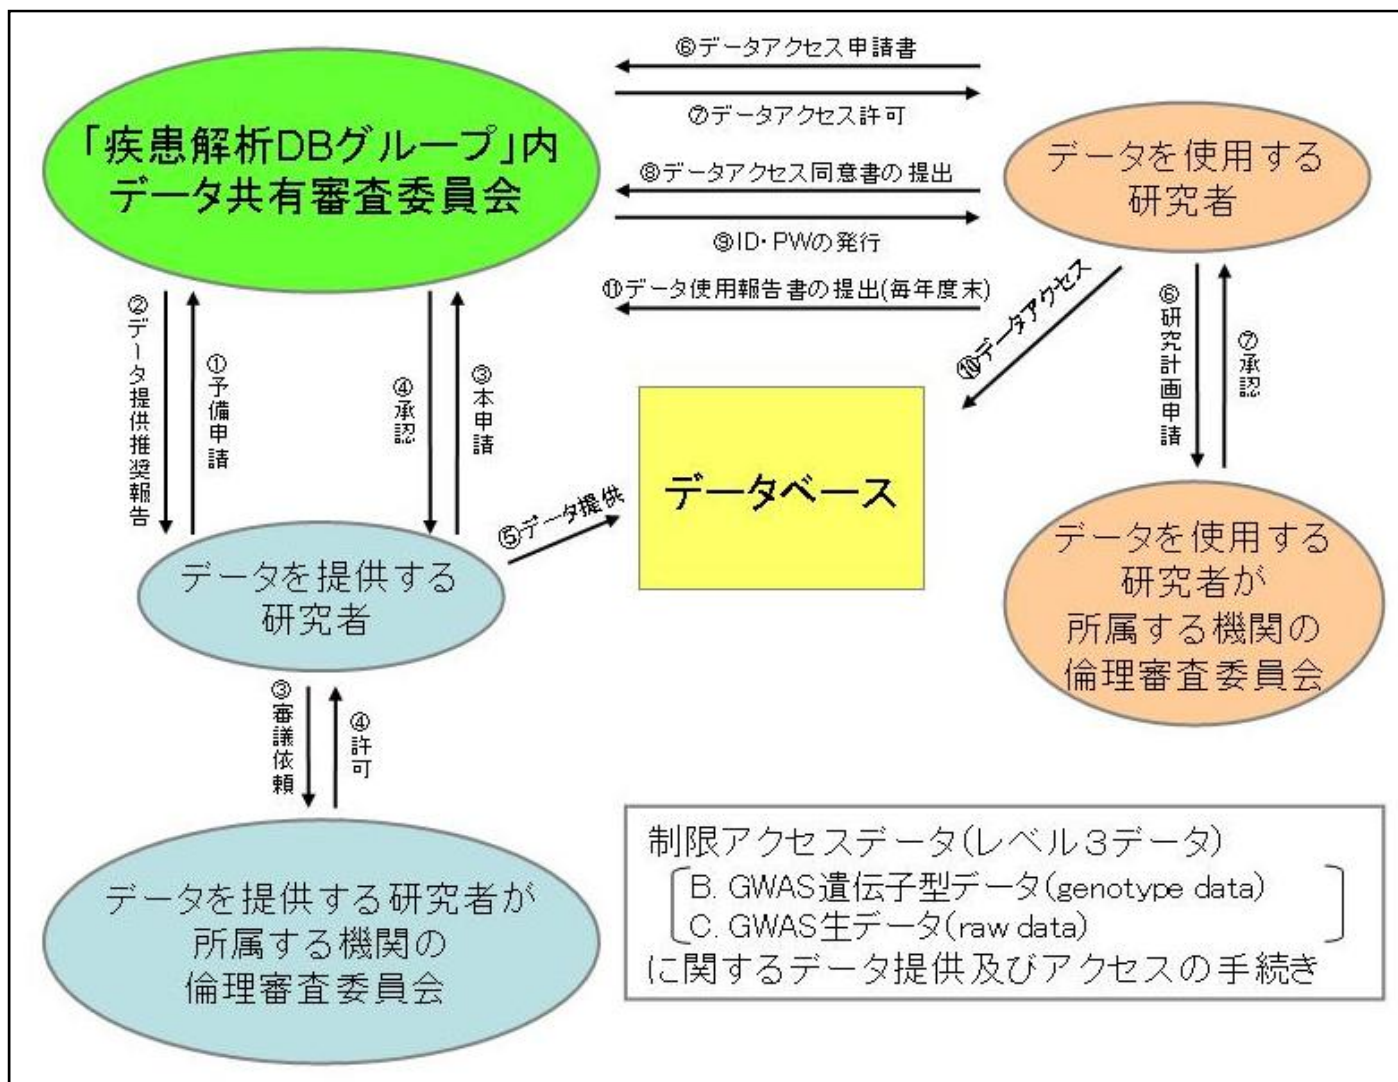 ⑥データアクセス申請書
⑦データアクセス許可
「疾患解析DBグループ」内
データ共有審査委員会
データを使用する
研究者
⑧データアクセス同意書の提出
⑨ID・PWの発行
⑪データ使用報告書の提出(毎年度末)
②データ提供推奨報告
①予備申請
④承認
③本申請
⑩データアクセス
⑥研究計画申請
⑦承認
データベース
⑤データ提供
データを提供する
研究者
データを使用する
研究者が
所属する機関の
倫理審査委員会
③審議依頼
④許可
データを提供する研究者が
所属する機関の
倫理審査委員会
制限アクセスデータ(レベル3データ)
B. GWAS遺伝子型データ(genotype data)
C. GWAS生データ(raw data)
に関するデータ提供及びアクセスの手続き